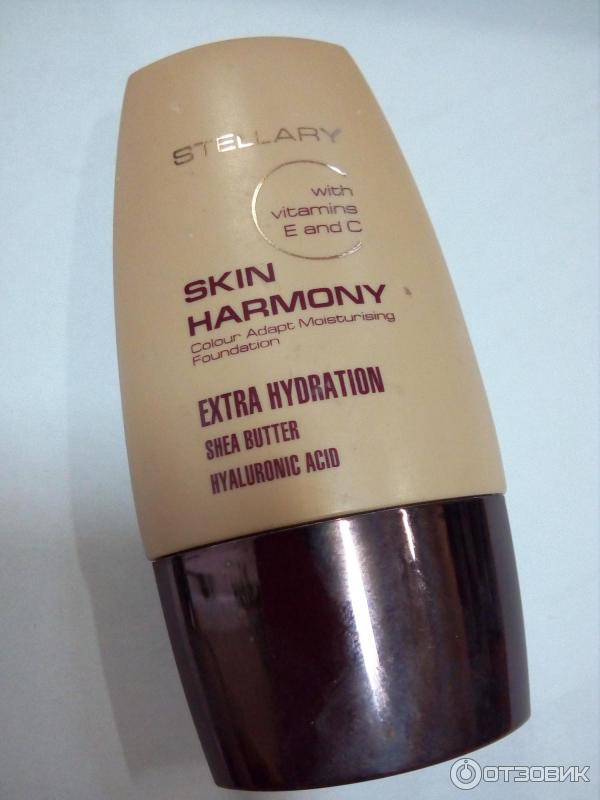 STELLARY
with
vitamins
E and C
SKIN
HARMONY
Colour Adapt Moisturising
Foundation
EXTRA HYDRATION
SHEA BUTTER
HYALURONIC ACID
ОТЗОВИК